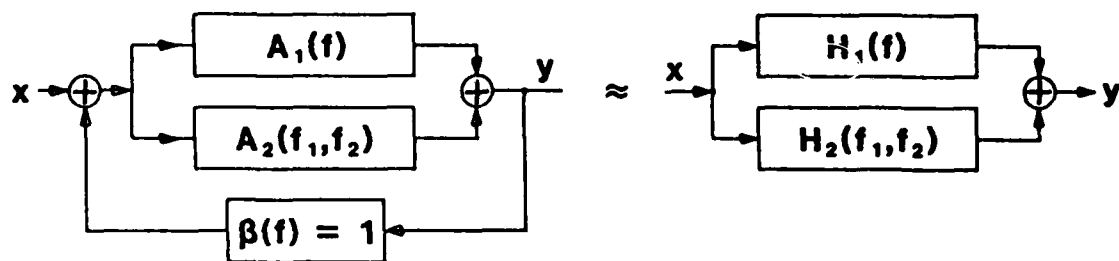 A₁(f)
x
y
A₂(f₁,f₂)
β(f) = 1
≈
H₁(f)
x
y
H₂(f₁,f₂)